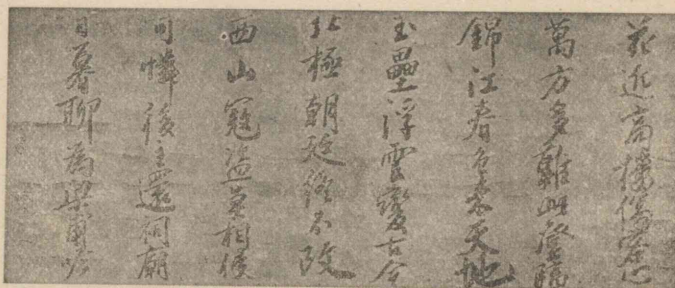 花近高樓傷客心
萬方多難此登臨
錦江春色來天地
玉壘浮雲變古今
北極朝廷終不改
西山寇盜莫相侵
可憐後主還祠廟
日暮聊為梁甫吟